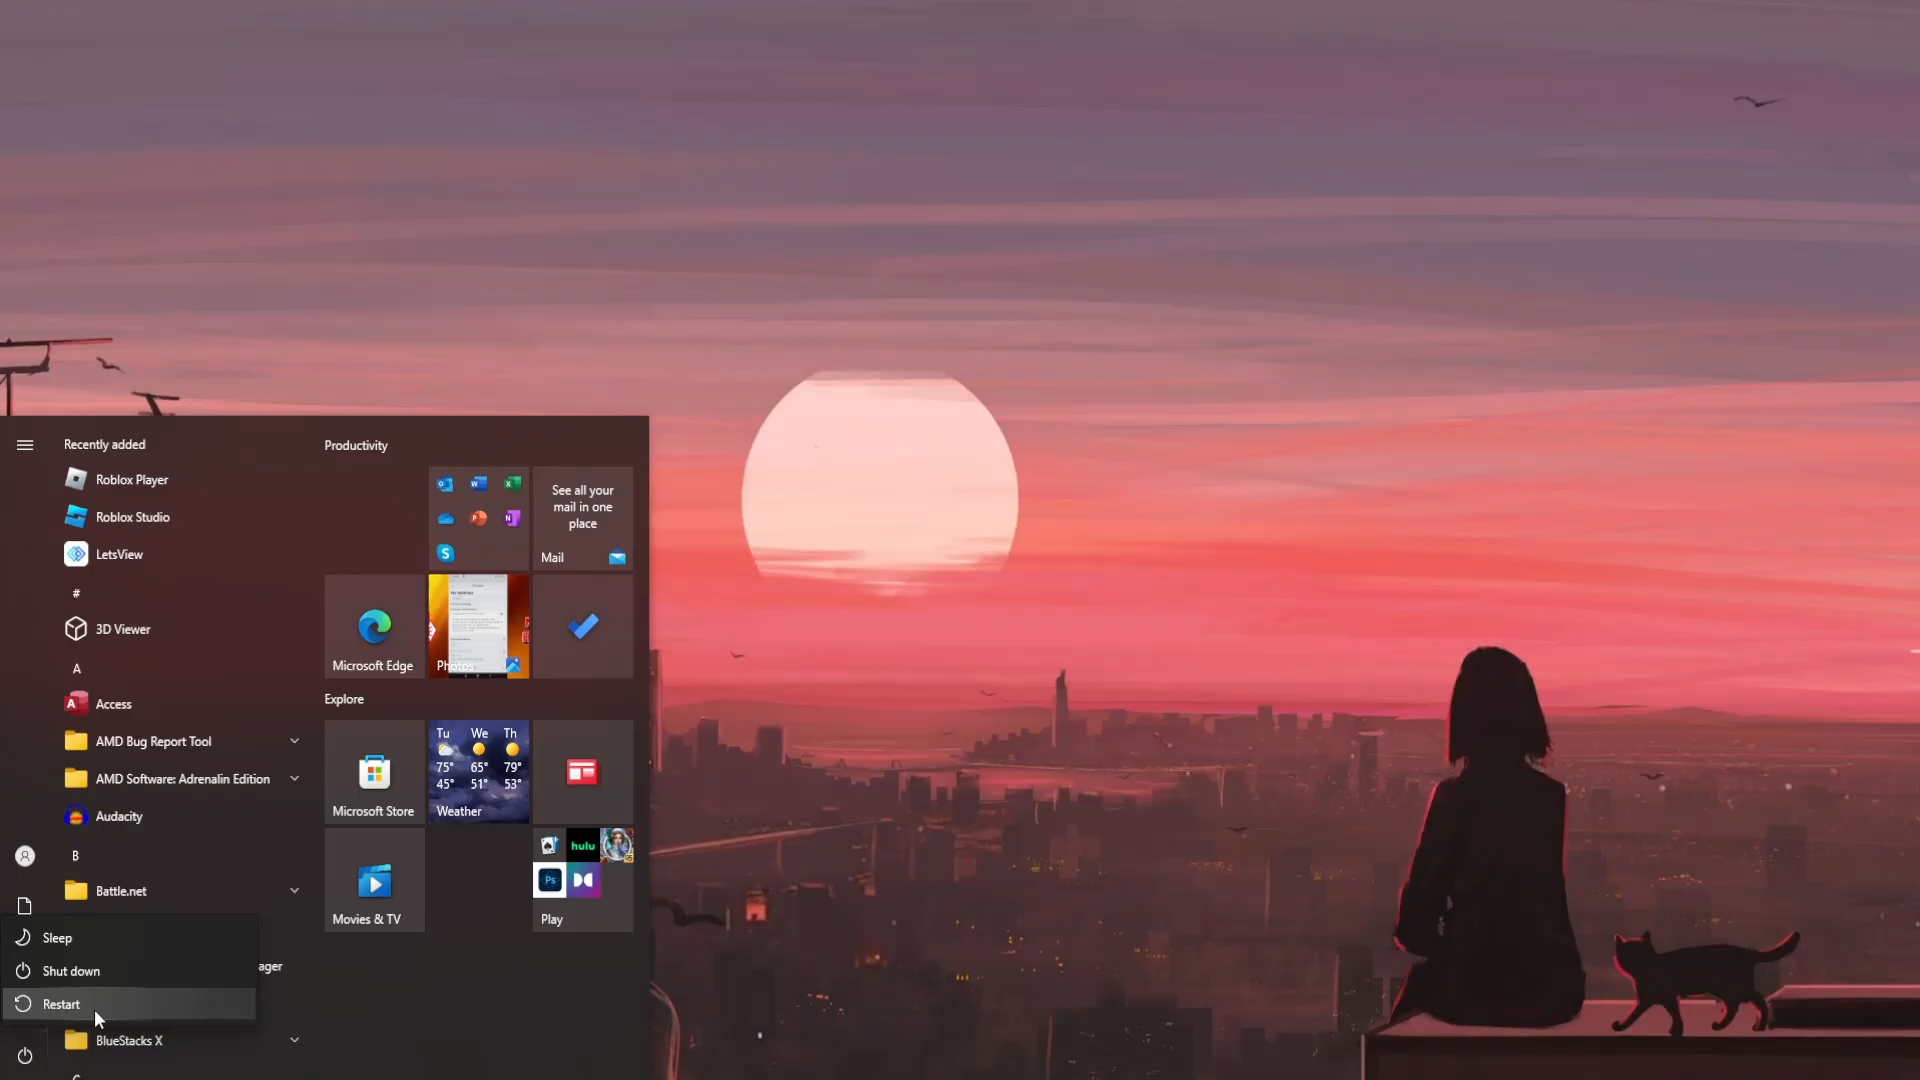 Recently added
Roblox Player
Roblox Studio
LetsView
#
3D Viewer
A
Access
AMD Bug Report Tool
AMD Software: Adrenalin Edition
Audacity
B
Battle.net
ager
BlueStacks X
Sleep
Shut down
Restart
Productivity
See all your
mail in one
place
Mail
Microsoft Edge
Photos
Explore
Microsoft Store
Tu We Th
75° 65° 79°
45° 51° 53°
Weather
Movies & TV
hulu
Ps
Play